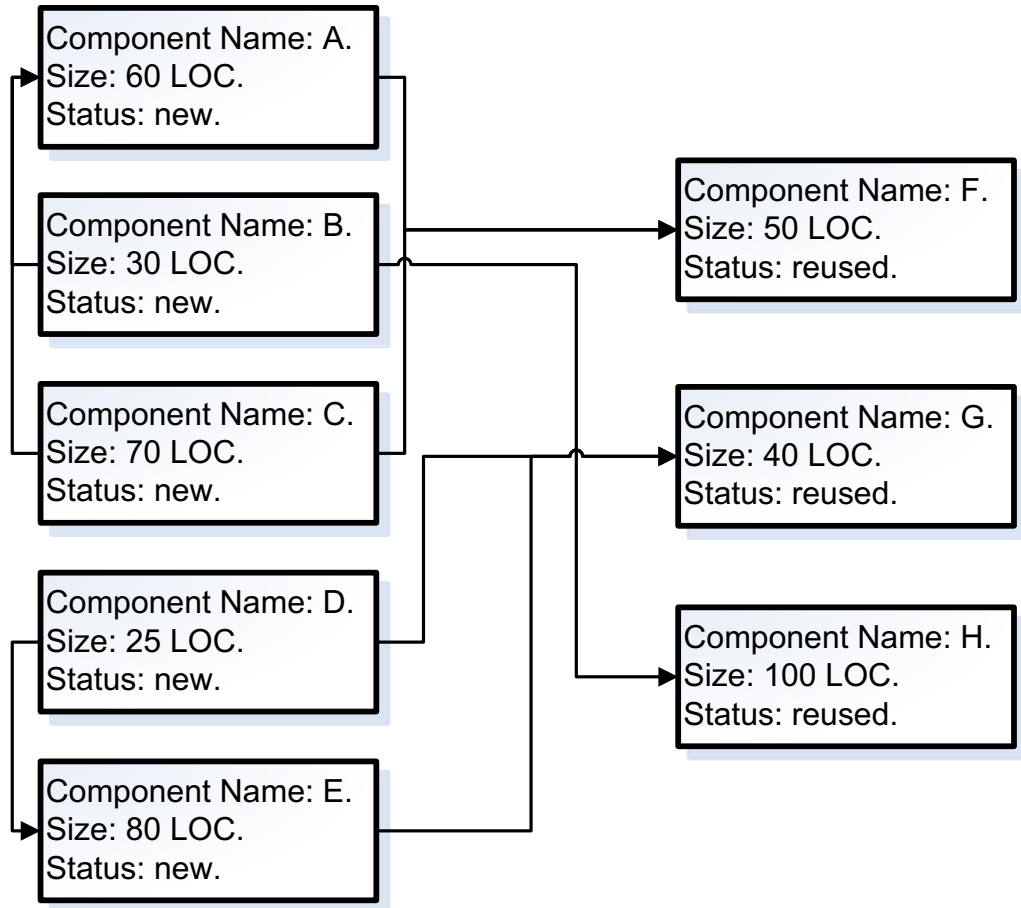 Component Name: A.
Size: 60 LOC.
Status: new.
Component Name: B.
Size: 30 LOC.
Status: new.
Component Name: C.
Size: 70 LOC.
Status: new.
Component Name: D.
Size: 25 LOC.
Status: new.
Component Name: E.
Size: 80 LOC.
Status: new.
Component Name: F.
Size: 50 LOC.
Status: reused.
Component Name: G.
Size: 40 LOC.
Status: reused.
Component Name: H.
Size: 100 LOC.
Status: reused.